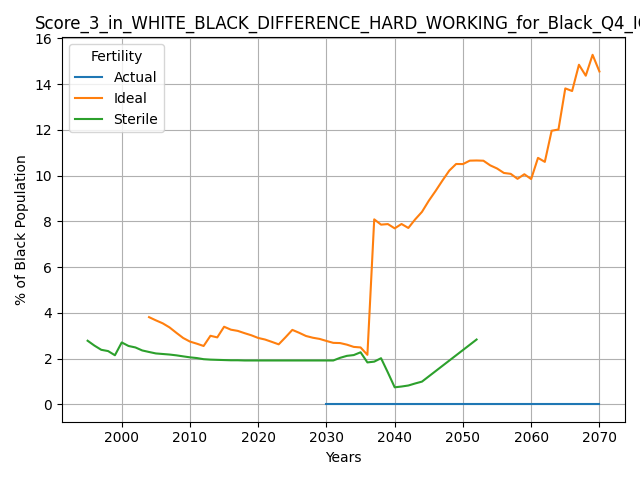 Score_3_in_WHITE_BLACK_DIFFERENCE_HARD_WORKING_for_Black_Q4_I
16
14
12
10
8
6
4
2
0
% of Black Population
Fertility
Actual
Ideal
Sterile
2000 2010 2020 2030 2040 2050 2060 2070
Years